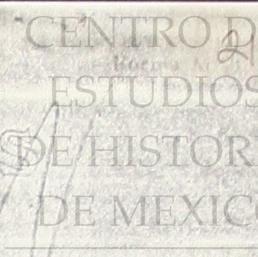 CENTRO D
ESTUDIOS
DE HISTOR
DE MEXICO